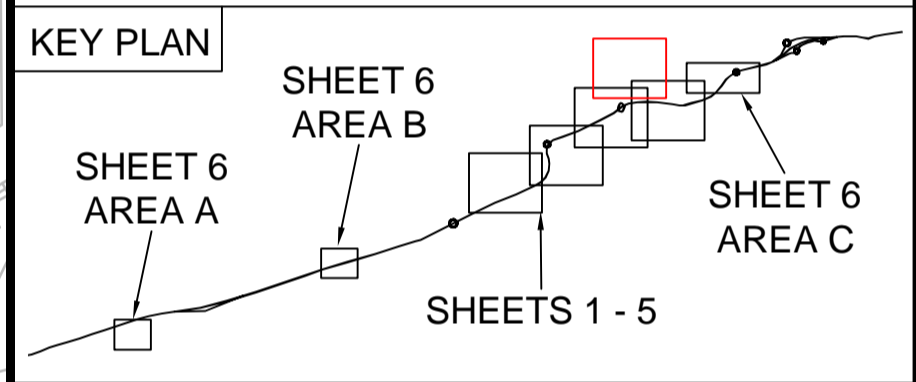 KEY PLAN
SHEET 6
AREA B
SHEET 6
AREA A
SHEET 6
AREA C
SHEETS 1 - 5